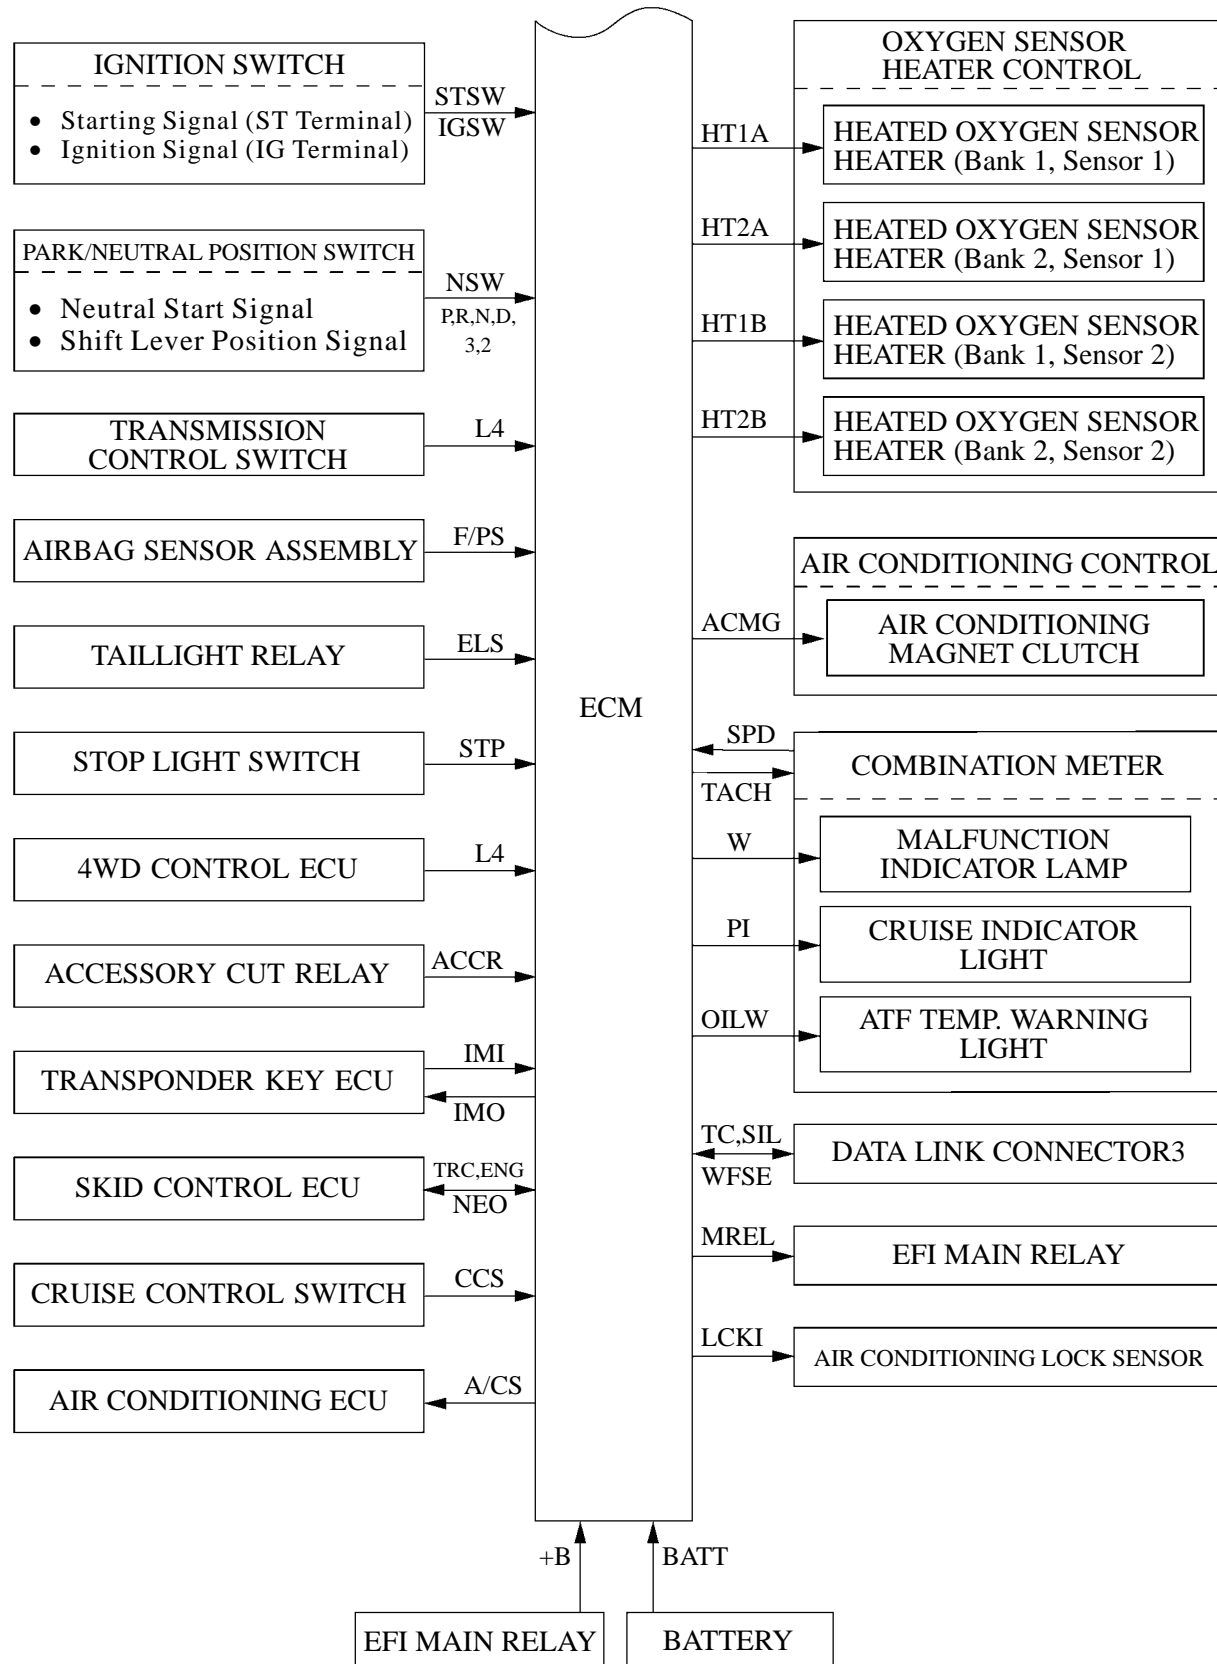 IGNITION SWITCH
• Starting Signal (ST Terminal)
• Ignition Signal (IG Terminal)
STSW
IGSW
PARK/NEUTRAL POSITION SWITCH
• Neutral Start Signal
• Shift Lever Position Signal
NSW
P,R,N,D,
3,2
TRANSMISSION
CONTROL SWITCH
L4
AIRBAG SENSOR ASSEMBLY
F/PS
TAILLIGHT RELAY
ELS
STOP LIGHT SWITCH
STP
4WD CONTROL ECU
L4
ACCESSORY CUT RELAY
ACCR
TRANSPONDER KEY ECU
IMI
IMO
SKID CONTROL ECU
TRC,ENG
NEO
CRUISE CONTROL SWITCH
CCS
AIR CONDITIONING ECU
A/CS
ECM
OXYGEN SENSOR
HEATER CONTROL
HT1A
HEATED OXYGEN SENSOR
HEATER (Bank 1, Sensor 1)
HT2A
HEATED OXYGEN SENSOR
HEATER (Bank 2, Sensor 1)
HT1B
HEATED OXYGEN SENSOR
HEATER (Bank 1, Sensor 2)
HT2B
HEATED OXYGEN SENSOR
HEATER (Bank 2, Sensor 2)
AIR CONDITIONING CONTROL
ACMG
AIR CONDITIONING
MAGNET CLUTCH
SPD
TACH
COMBINATION METER
W
MALFUNCTION
INDICATOR LAMP
PI
CRUISE INDICATOR
LIGHT
OILW
ATF TEMP. WARNING
LIGHT
TC,SIL
WFSE
DATA LINK CONNECTOR3
MREL
EFI MAIN RELAY
LCKI
AIR CONDITIONING LOCK SENSOR
+B
BATT
EFI MAIN RELAY
BATTERY